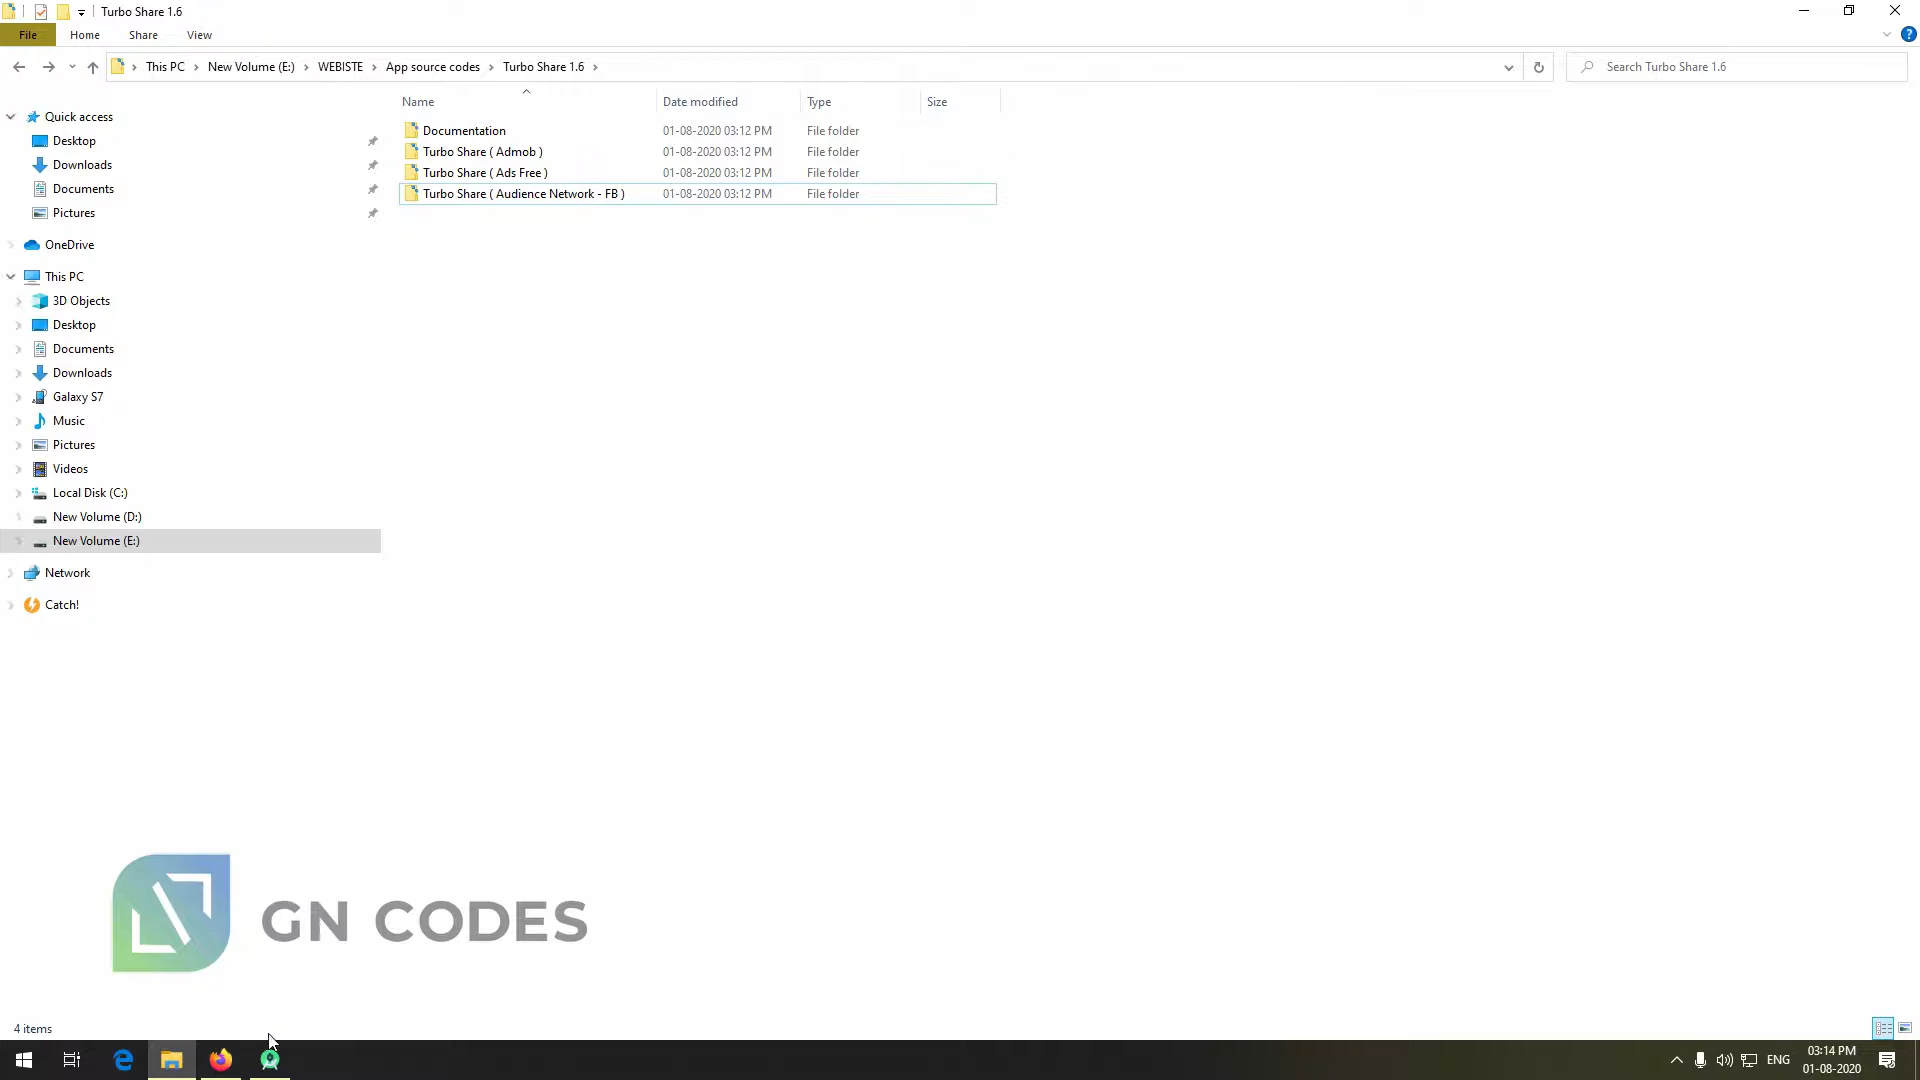 Turbo Share 1.6
File Home Share View
This PC New Volume (E:) WEBISTE App source codes Turbo Share 1.6
Search Turbo Share 1.6
Name Date modified Type Size
Documentation 01-08-2020 03:12 PM File folder
Turbo Share ( Admob ) 01-08-2020 03:12 PM File folder
Turbo Share ( Ads Free ) 01-08-2020 03:12 PM File folder
Turbo Share ( Audience Network - FB ) 01-08-2020 03:12 PM File folder
Quick access
Desktop
Downloads
Documents
Pictures
OneDrive
This PC
3D Objects
Desktop
Documents
Downloads
Galaxy S7
Music
Pictures
Videos
Local Disk (C:)
New Volume (D:)
New Volume (E:)
Network
Catch!
GN CODES
4 items
ENG
03:14 PM
01-08-2020